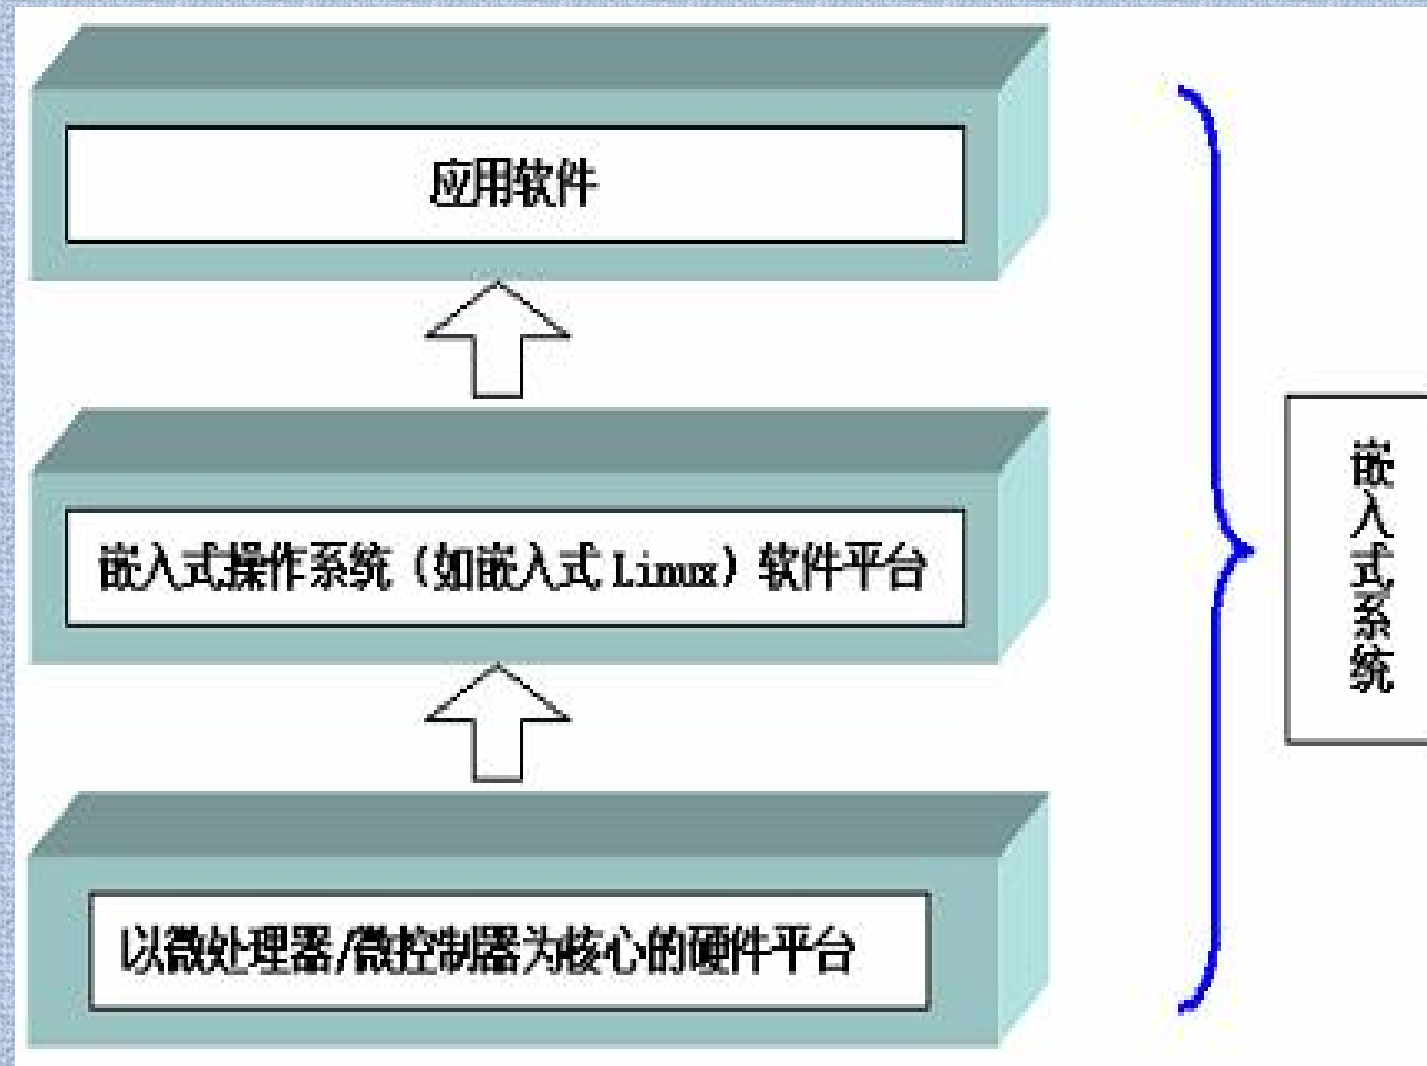 应用软件
嵌入式操作系统（如嵌入式 Linux）软件平台
以微处理器/微控制器为核心的硬件平台
嵌入式系统